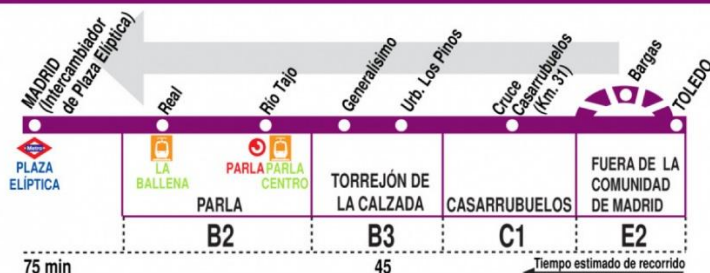 MADRID
(Intercambiador
de Plaza Elíptica)
Real
Rio Tajo
Generalísimo
Urb. Los Pinos
Cruce
Casarrubuelos
(Km. 31)
Bargas
TOLEDO
Metro
PLAZA
ELÍPTICA
LA
BALLENA
PARLA
PARLA
CENTRO
PARLA
TORREJÓN DE
LA CALZADA
CASARRUBUELOS
FUERA DE LA
COMUNIDAD
DE MADRID
B2
B3
C1
E2
75 min
45
Tiempo estimado de recorrido